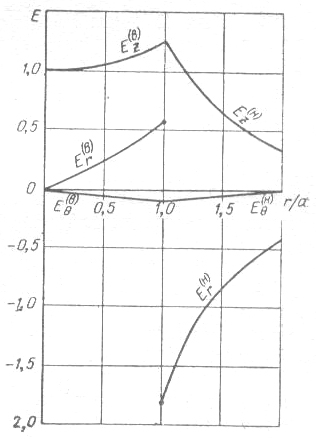 E
E_z^(B)
1,0
E_z^(H)
0,5
E_r^(B)
0
E_θ^(B) 0,5 1,0 1,5 E_θ^(H) r/a
-0,5
E_r^(H)
-1,0
-1,5
2,0